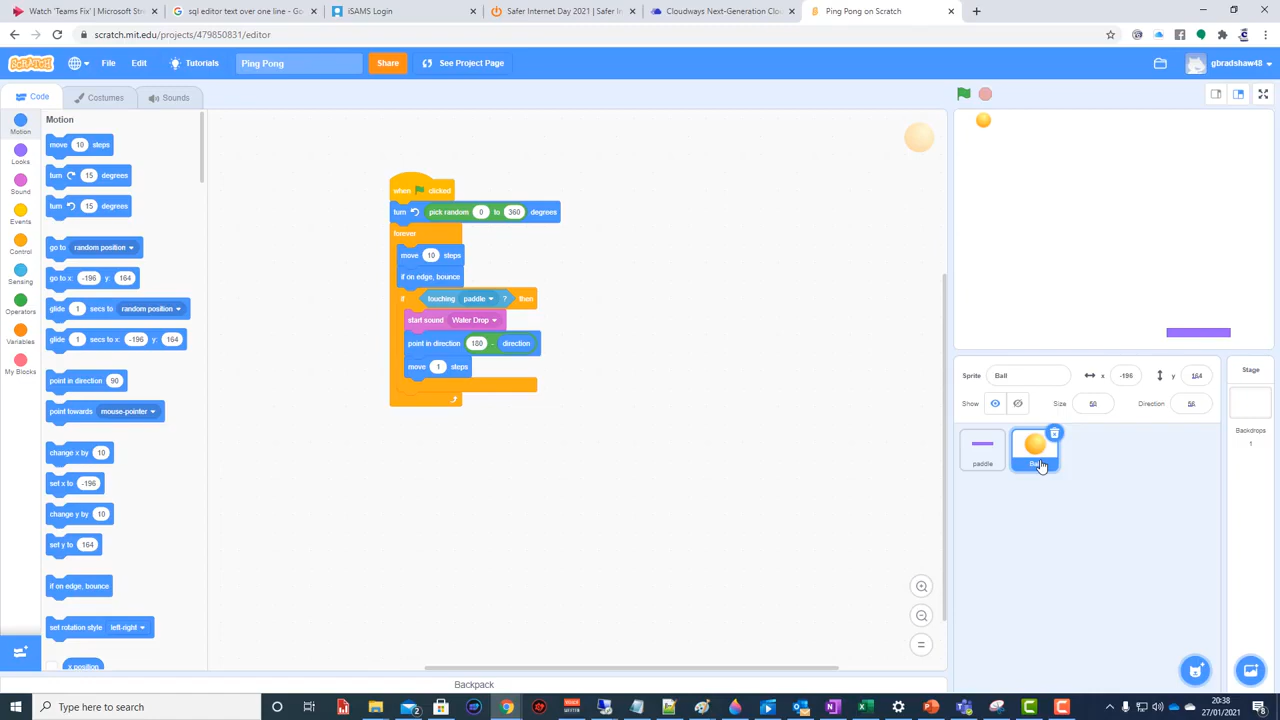 Watch 'Teams Fix' | Microsoft Str
sql editor text over one line - Go
iSAMS Login
Safer Internet Day 2021 | Safer In
Cloudways Next-Generation Cloud
Ping Pong on Scratch
scratch.mit.edu/projects/479850831/editor
SCRATCH
File
Edit
Tutorials
Ping Pong
Share
See Project Page
gbradshaw48
Code
Costumes
Sounds
Motion
Looks
Sound
Events
Control
Sensing
Operators
Variables
My Blocks
Motion
move 10 steps
turn 15 degrees
turn 15 degrees
go to random position
go to x: -196 y: 164
glide 1 secs to random position
glide 1 secs to x: -196 y: 164
point in direction 90
point towards mouse-pointer
change x by 10
set x to -196
change y by 10
set y to 164
if on edge, bounce
set rotation style left-right
x position
when clicked
turn pick random 0 to 360 degrees
forever
move 10 steps
if on edge, bounce
if touching paddle ? then
start sound Water Drop
point in direction 180 - direction
move 1 steps
Sprite Ball x -196 y 164
Show Size 50 Direction 56
paddle
Stage
Backdrops
1
Backpack
Type here to search
20:38
27/01/2021